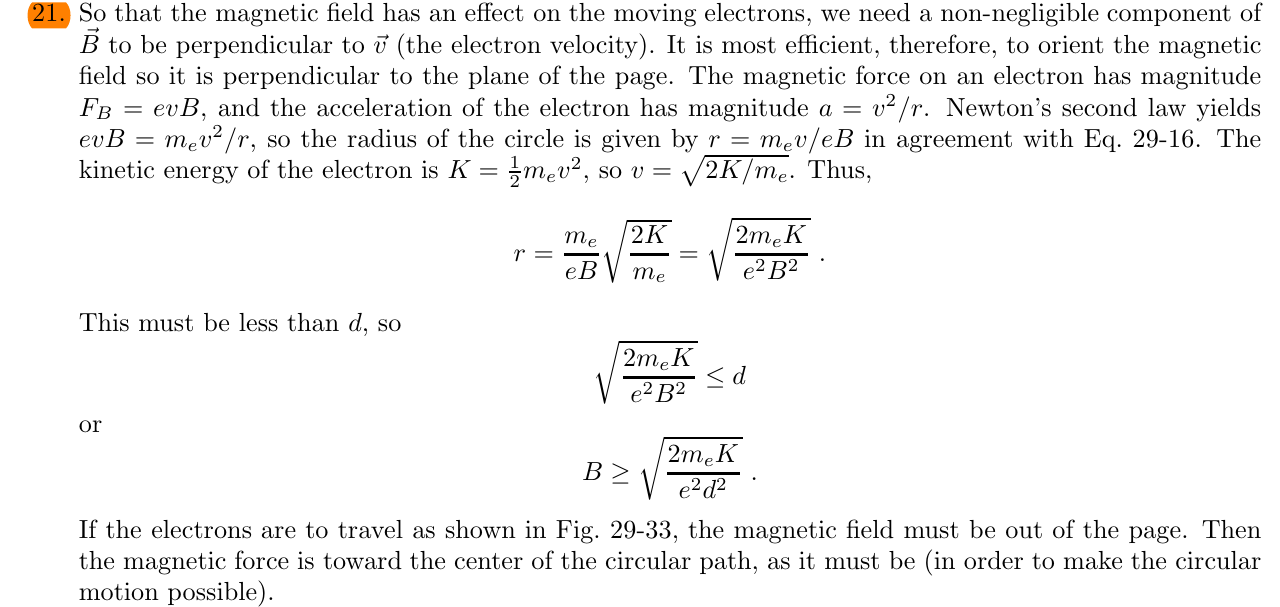 21. So that the magnetic field has an effect on the moving electrons, we need a non-negligible component of
$\vec{B}$ to be perpendicular to $\vec{v}$ (the electron velocity). It is most efficient, therefore, to orient the magnetic
field so it is perpendicular to the plane of the page. The magnetic force on an electron has magnitude
$F_B = evB$, and the acceleration of the electron has magnitude $a = v^2/r$. Newton's second law yields
$evB = m_e v^2/r$, so the radius of the circle is given by $r = m_e v/eB$ in agreement with Eq. 29-16. The
kinetic energy of the electron is $K = \frac{1}{2} m_e v^2$, so $v = \sqrt{2K/m_e}$. Thus,
$r = \frac{m_e}{eB} \sqrt{\frac{2K}{m_e}} = \sqrt{\frac{2m_e K}{e^2 B^2}}$ .
This must be less than $d$, so
$\sqrt{\frac{2m_e K}{e^2 B^2}} \leq d$
or
$B \geq \sqrt{\frac{2m_e K}{e^2 d^2}}$ .
If the electrons are to travel as shown in Fig. 29-33, the magnetic field must be out of the page. Then
the magnetic force is toward the center of the circular path, as it must be (in order to make the circular
motion possible).